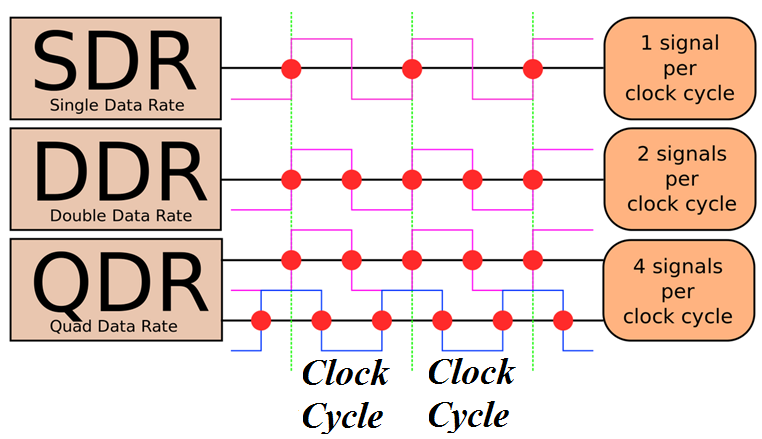 SDR
Single Data Rate
1 signal
per
clock cycle
DDR
Double Data Rate
2 signals
per
clock cycle
QDR
Quad Data Rate
4 signals
per
clock cycle
Clock
Cycle
Clock
Cycle